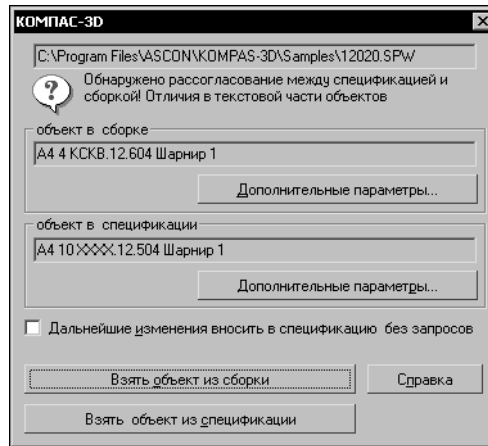 КОМПАС-3D
C:\Program Files\ASCON\KOMPAS-3D\Samples\12020.SPW
Обнаружено рассогласование между спецификацией и
сборкой! Отличия в текстовой части объектов
объект в сборке
А4 4 КСКВ.12.604 Шарнир 1
Дополнительные параметры...
объект в спецификации
А4 10 XXXX.12.504 Шарнир 1
Дополнительные параметры...
Дальнейшие изменения вносить в спецификацию без запросов
Взять объект из сборки
Справка
Взять объект из спецификации